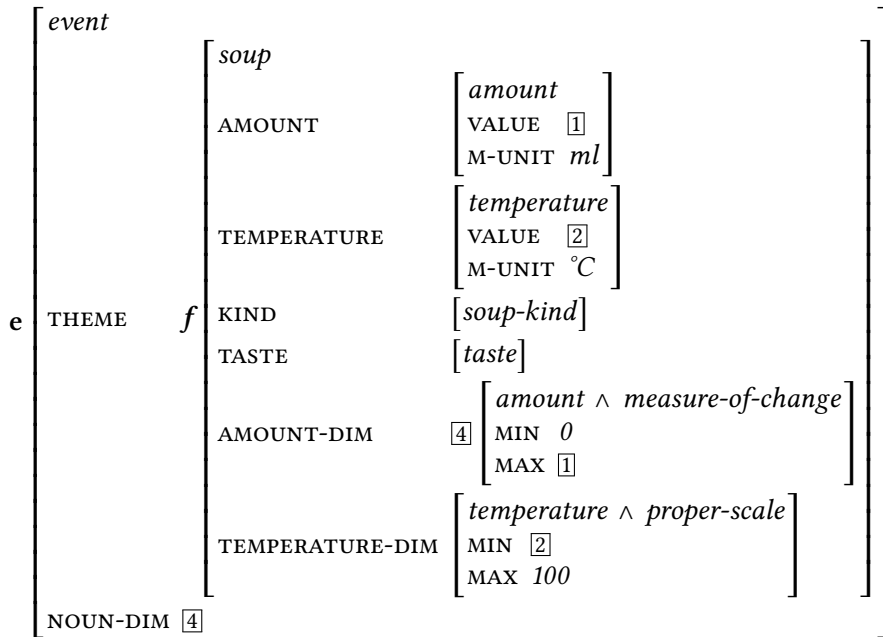 event
soup
amount
AMOUNT VALUE 1
M-UNIT ml
temperature
TEMPERATURE VALUE 2
M-UNIT °C
e THEME f KIND [soup-kind]
TASTE [taste]
amount ∧ measure-of-change
AMOUNT-DIM 4 MIN 0
MAX 1
temperature ∧ proper-scale
TEMPERATURE-DIM MIN 2
MAX 100
NOUN-DIM 4